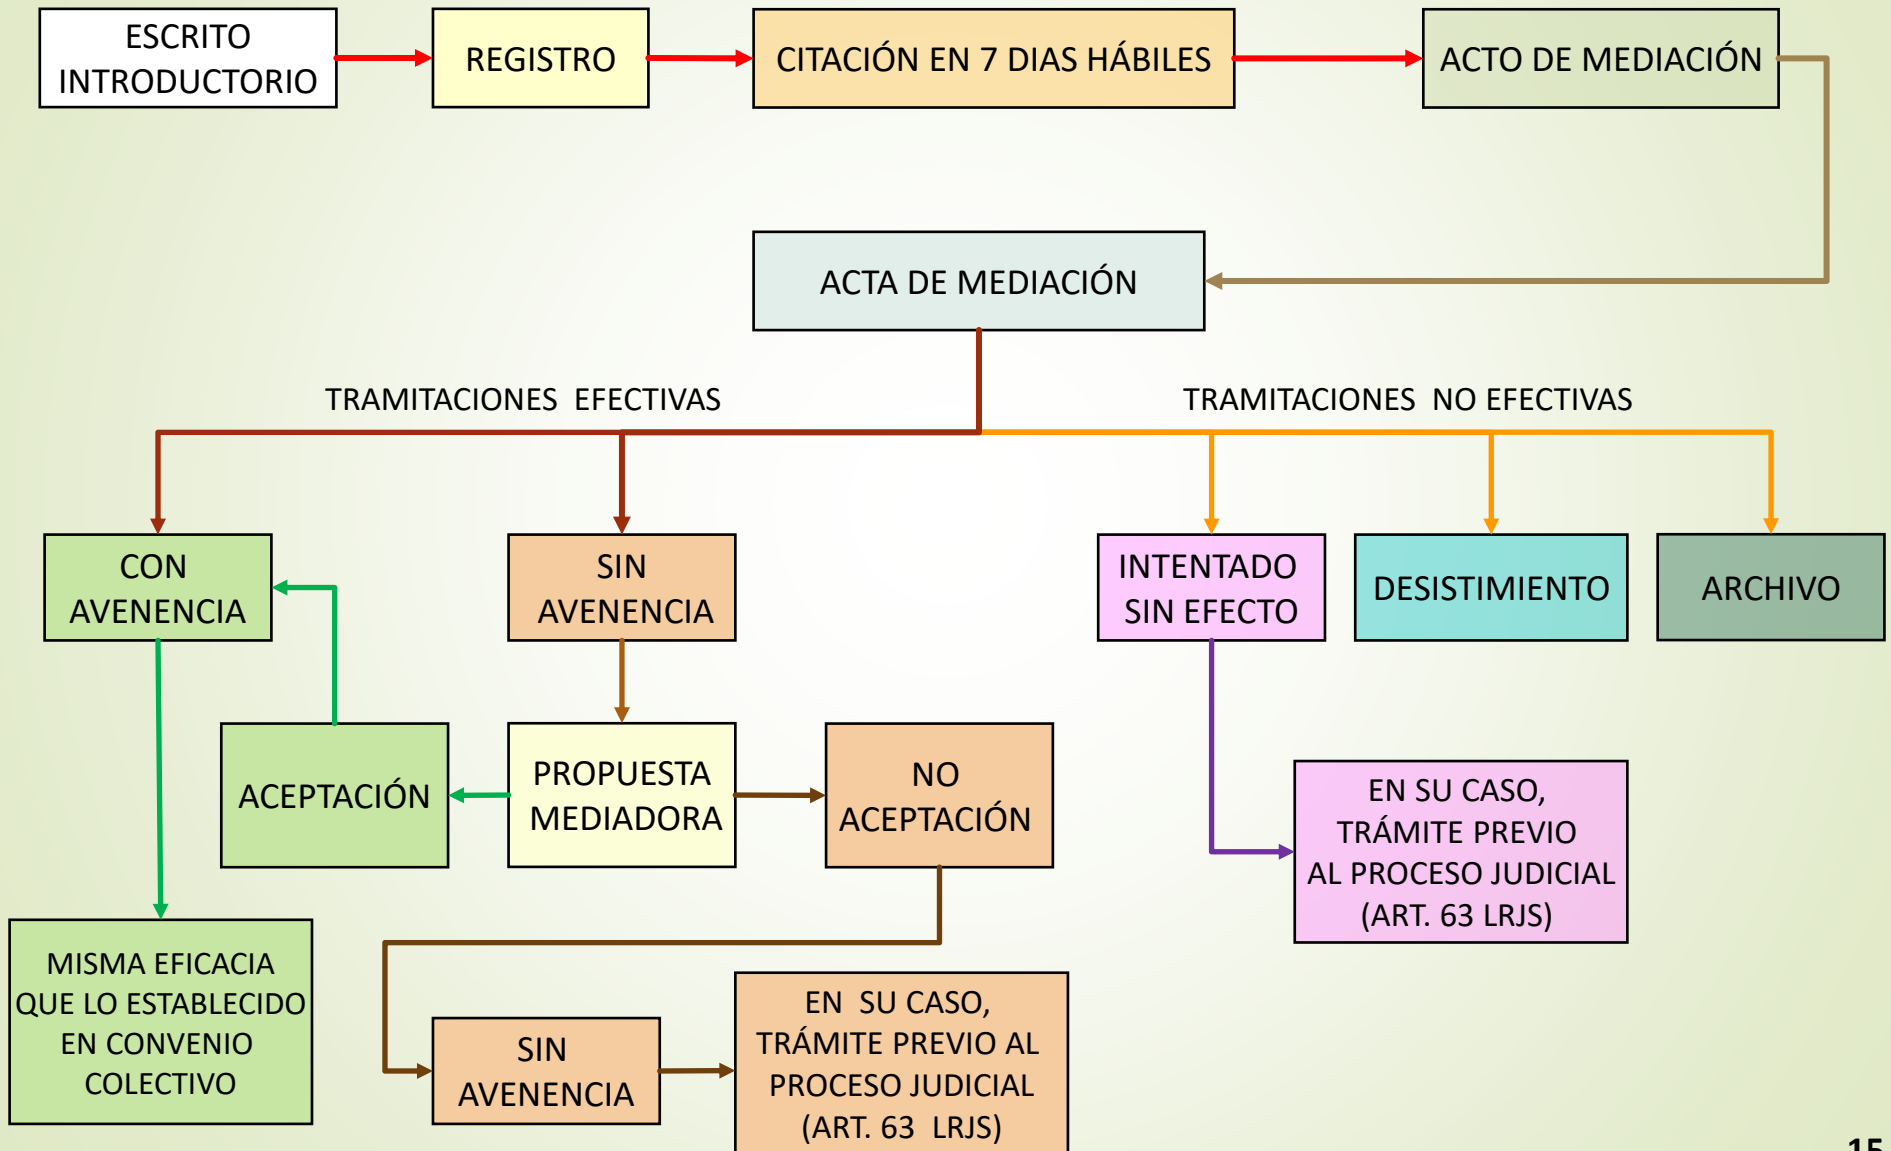 ESCRITO
INTRODUCTORIO
REGISTRO
CITACIÓN EN 7 DIAS HÁBILES
ACTO DE MEDIACIÓN
ACTA DE MEDIACIÓN
TRAMITACIONES EFECTIVAS
TRAMITACIONES NO EFECTIVAS
CON
AVENENCIA
SIN
AVENENCIA
INTENTADO
SIN EFECTO
DESISTIMIENTO
ARCHIVO
ACEPTACIÓN
PROPUESTA
MEDIADORA
NO
ACEPTACIÓN
EN SU CASO,
TRÁMITE PREVIO
AL PROCESO JUDICIAL
(ART. 63 LRJS)
MISMA EFICACIA
QUE LO ESTABLECIDO
EN CONVENIO
COLECTIVO
SIN
AVENENCIA
EN SU CASO,
TRÁMITE PREVIO AL
PROCESO JUDICIAL
(ART. 63 LRJS)
15